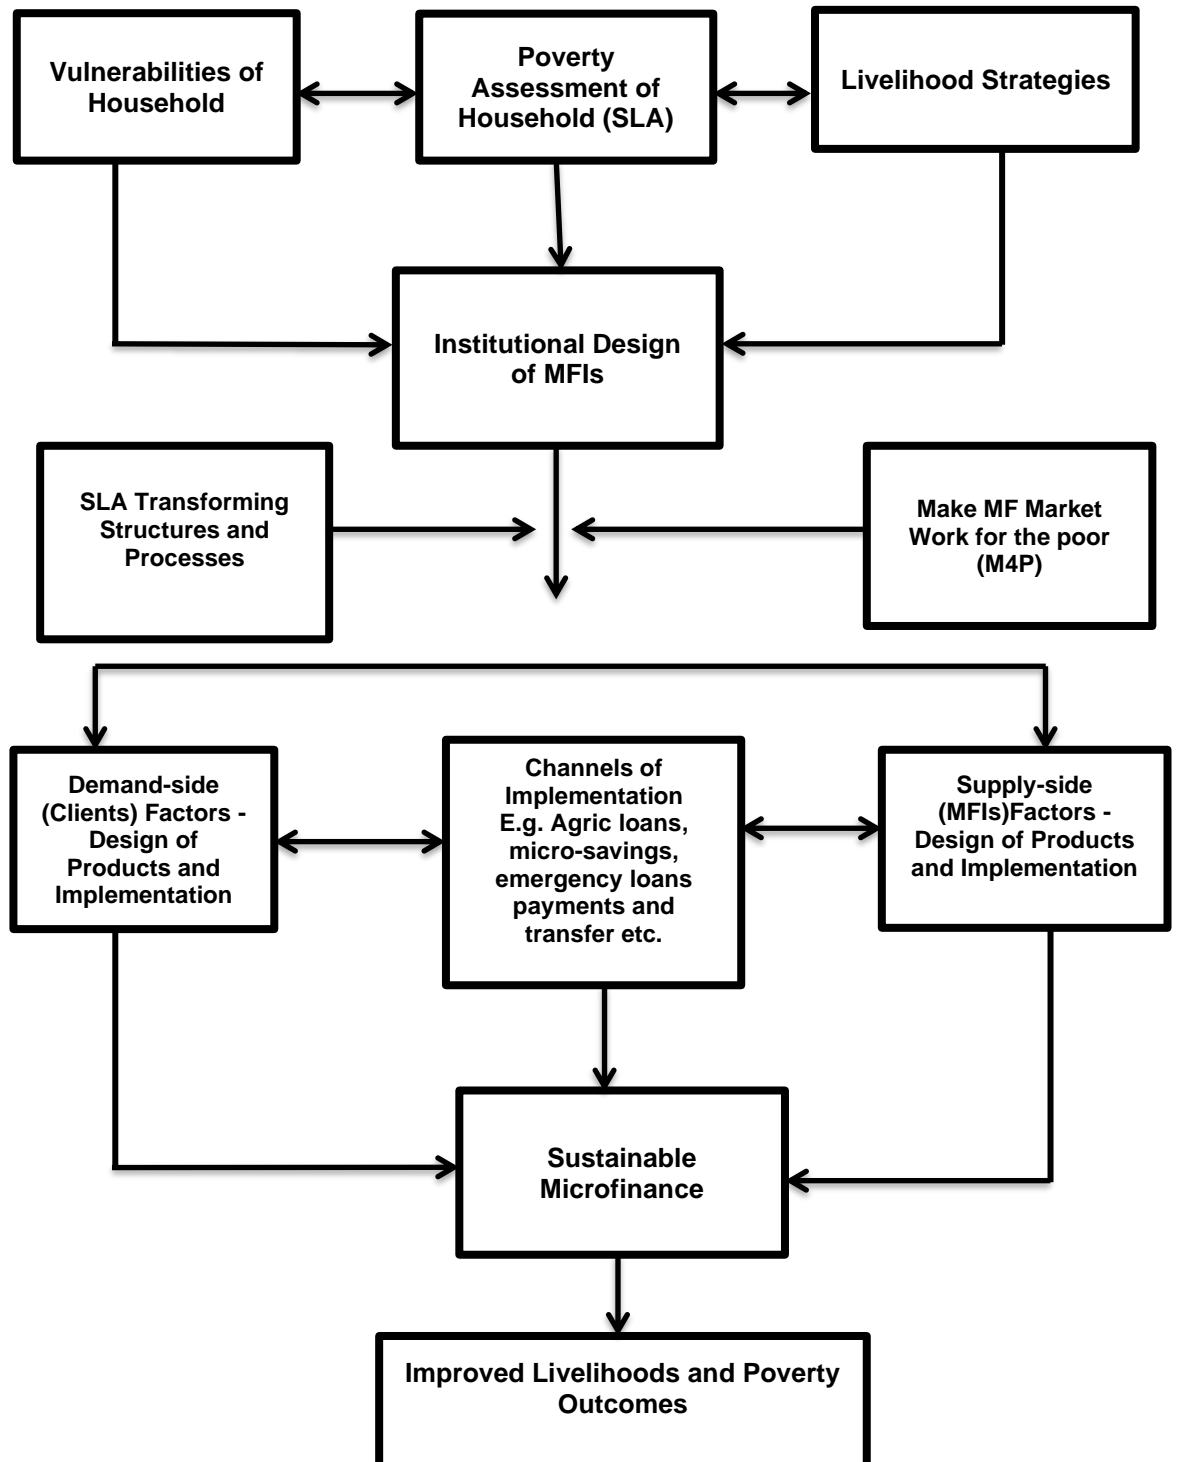 Vulnerabilities of
Household
Poverty
Assessment of
Household (SLA)
Livelihood Strategies
Institutional Design
of MFIs
SLA Transforming
Structures and
Processes
Make MF Market
Work for the poor
(M4P)
Demand-side
(Clients) Factors -
Design of
Products and
Implementation
Channels of
Implementation
E.g. Agric loans,
micro-savings,
emergency loans
payments and
transfer etc.
Supply-side
(MFIs)Factors -
Design of Products
and Implementation
Sustainable
Microfinance
Improved Livelihoods and Poverty
Outcomes